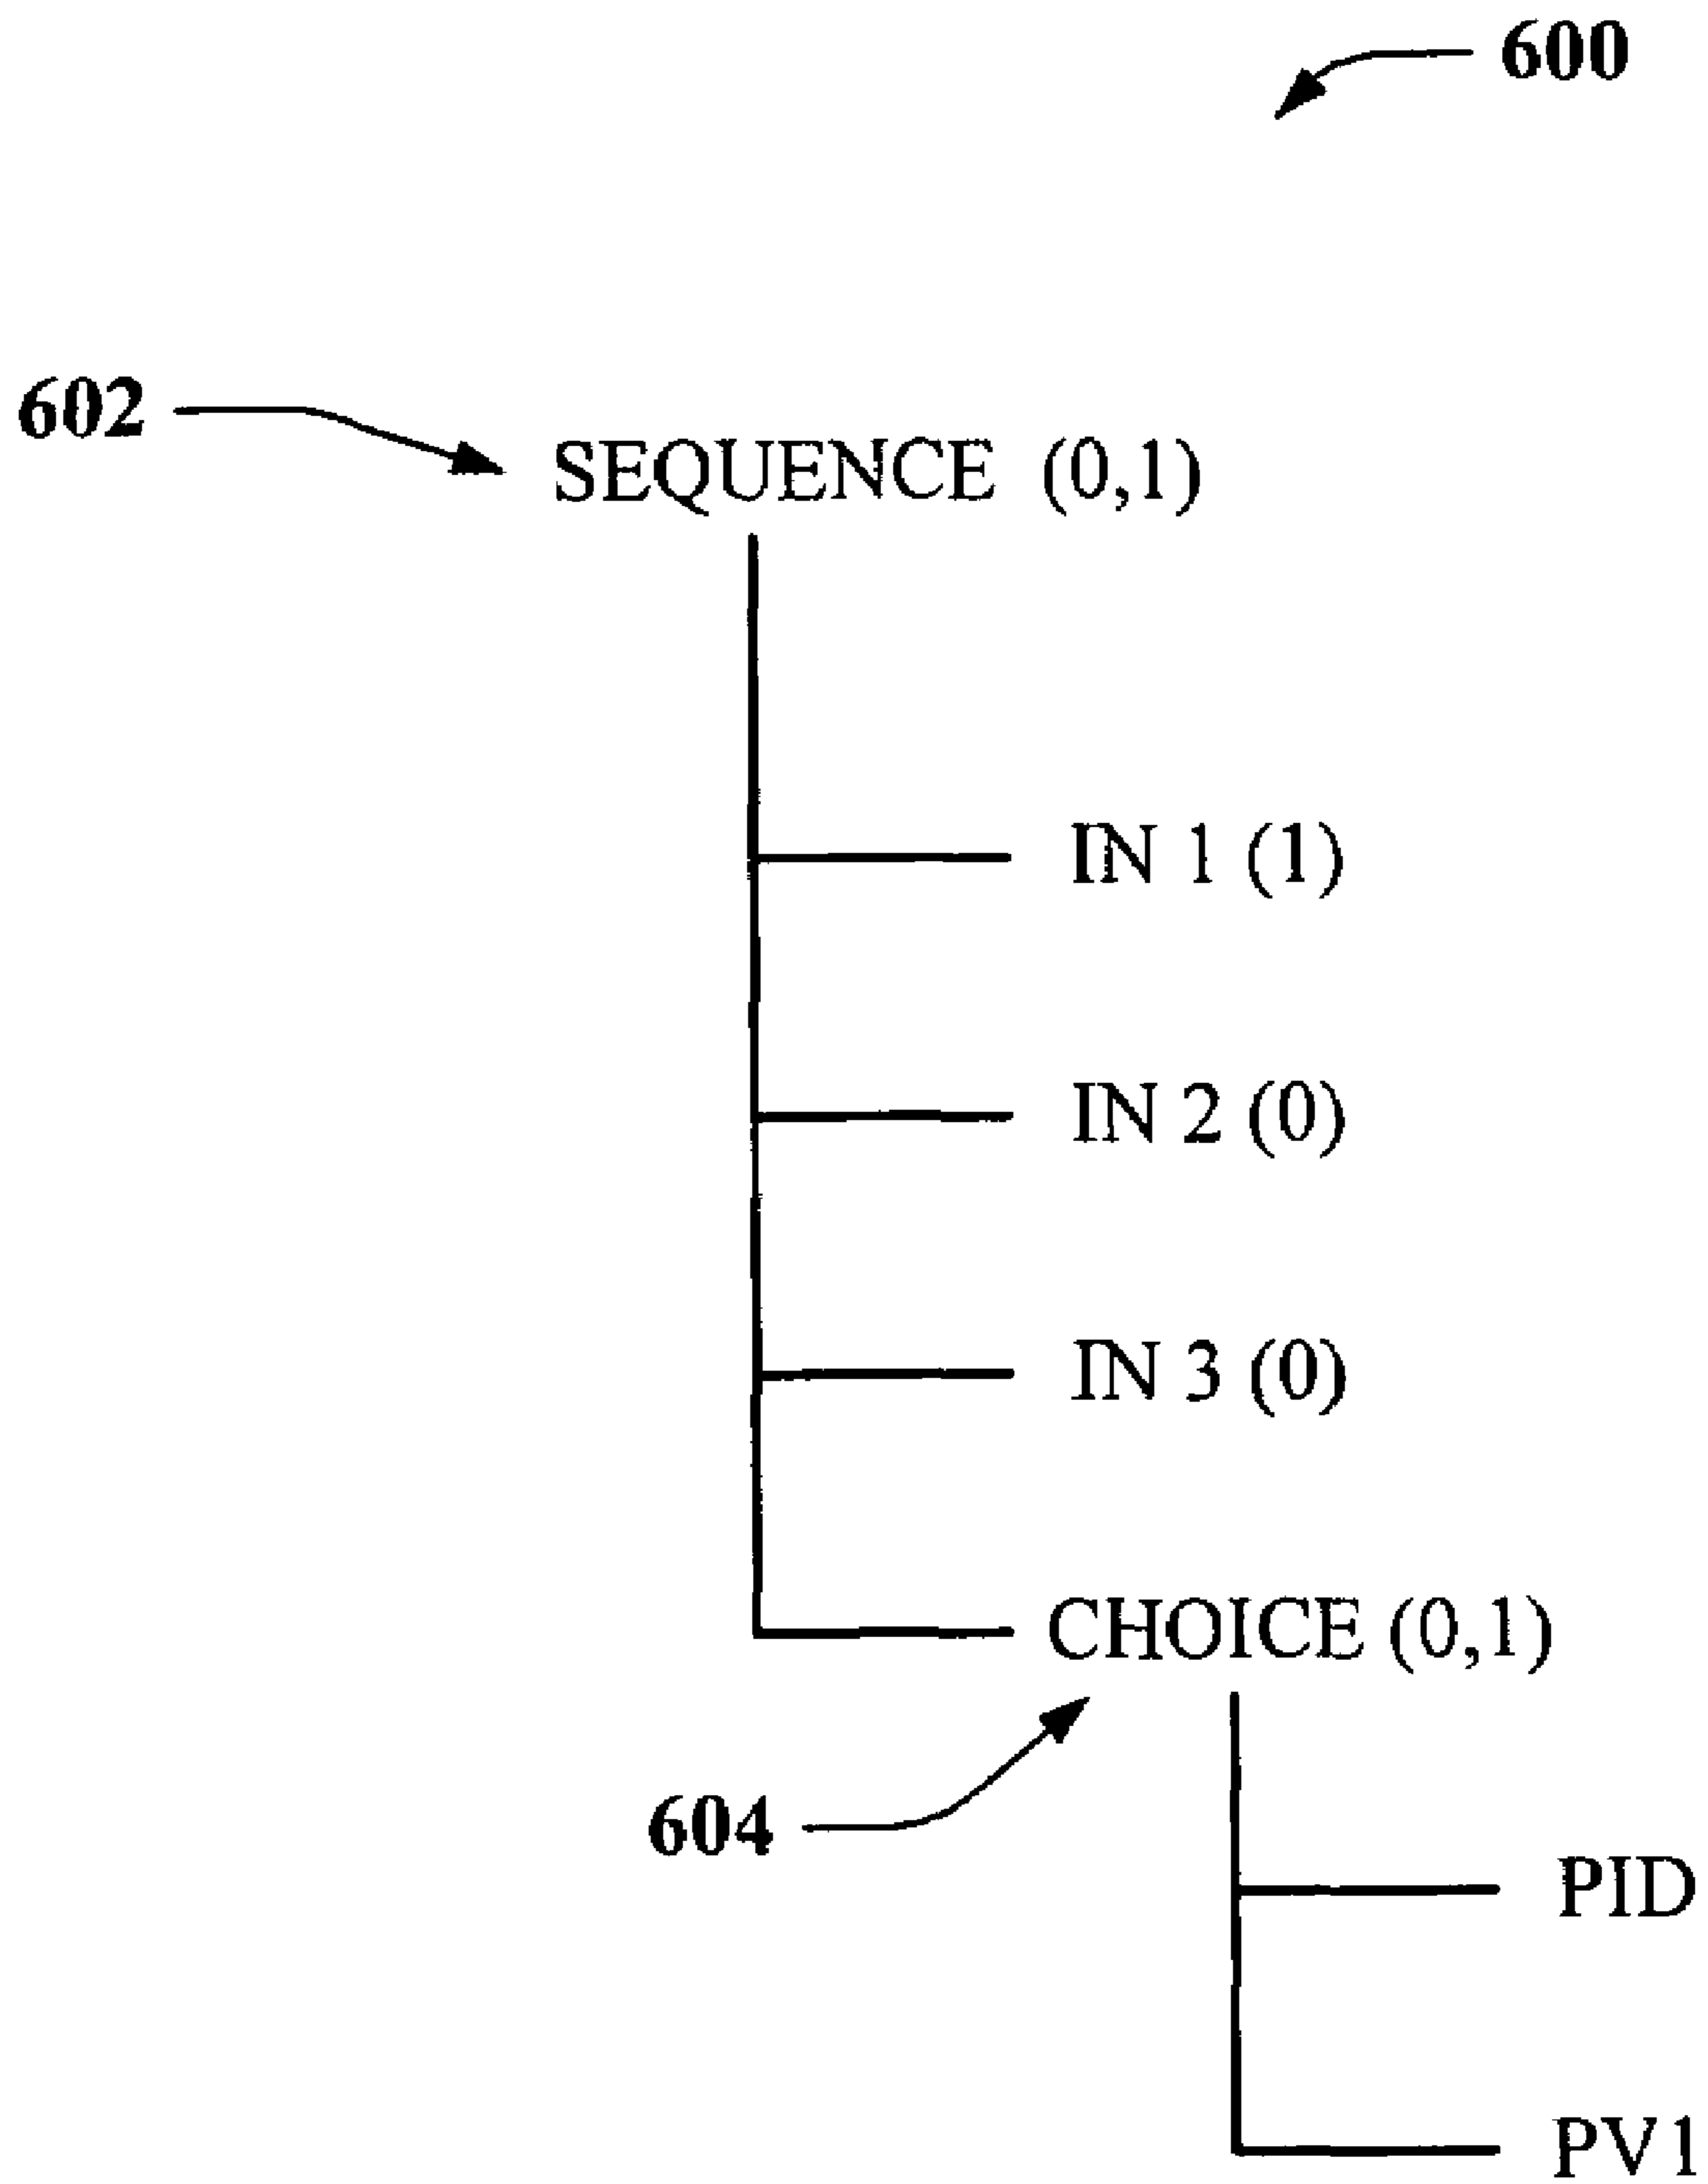 600
602
SEQUENCE (0,1)
IN 1 (1)
IN 2 (0)
IN 3 (0)
CHOICE (0,1)
604
PID
PV1